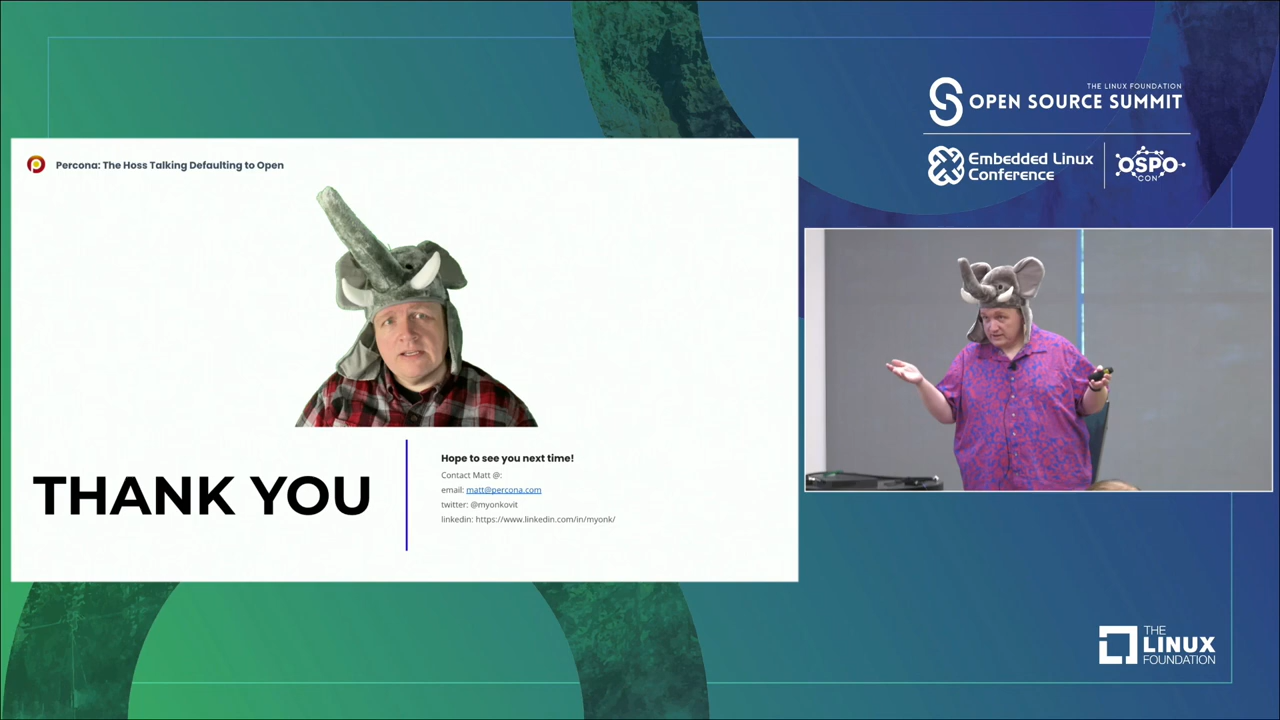 THE LINUX FOUNDATION
OPEN SOURCE SUMMIT
Embedded Linux
Conference
OSPO
CON
Percona: The Hoss Talking Defaulting to Open
THANK YOU
Hope to see you next time!
Contact Matt @:
email: matt@percona.com
twitter: @myonkovit
linkedin: https://www.linkedin.com/in/myonk/
THE
LINUX
FOUNDATION